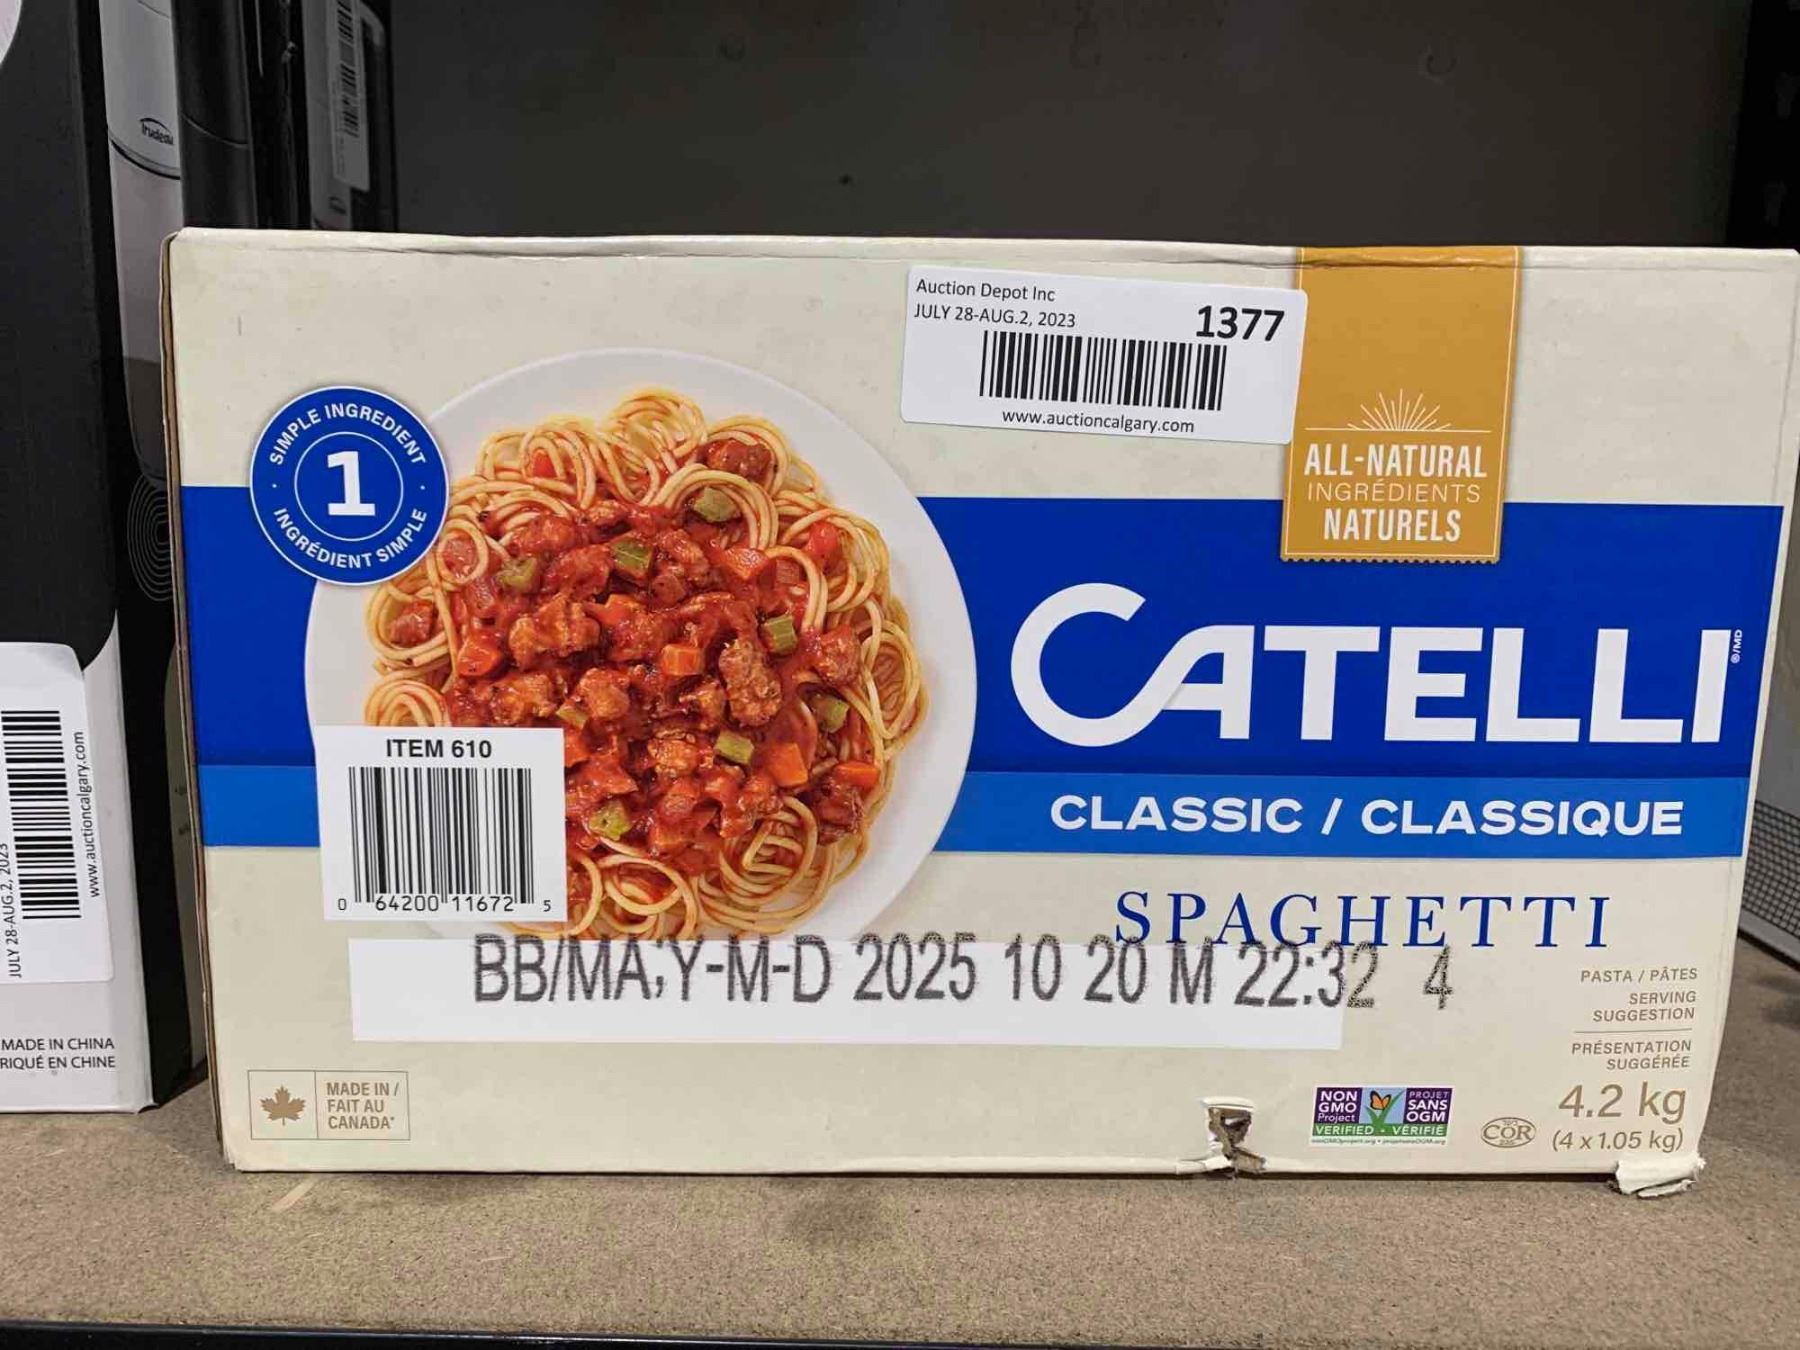 Trudeau
Auction Depot Inc
JULY 28-AUG.2, 2023
1377
www.auctioncalgary.com
SIMPLE INGREDIENT
1
INGRÉDIENT SIMPLE
ALL-NATURAL
INGRÉDIENTS
NATURELS
CATELLI
®/MD
CLASSIC / CLASSIQUE
SPAGHETTI
ITEM 610
0 64200 11672 5
BB/MA;Y-M-D 2025 10 20 M 22:32 4
PASTA / PÂTES
SERVING
SUGGESTION
PRÉSENTATION
SUGGÉRÉE
4.2 kg
(4 x 1.05 kg)
MADE IN /
FAIT AU
CANADA*
NON
GMO
Project
PROJET
SANS
OGM
VERIFIED • VÉRIFIÉ
COR
JULY 28-AUG.2, 2023
www.auctioncalgary.com
MADE IN CHINA
RIQUÉ EN CHINE